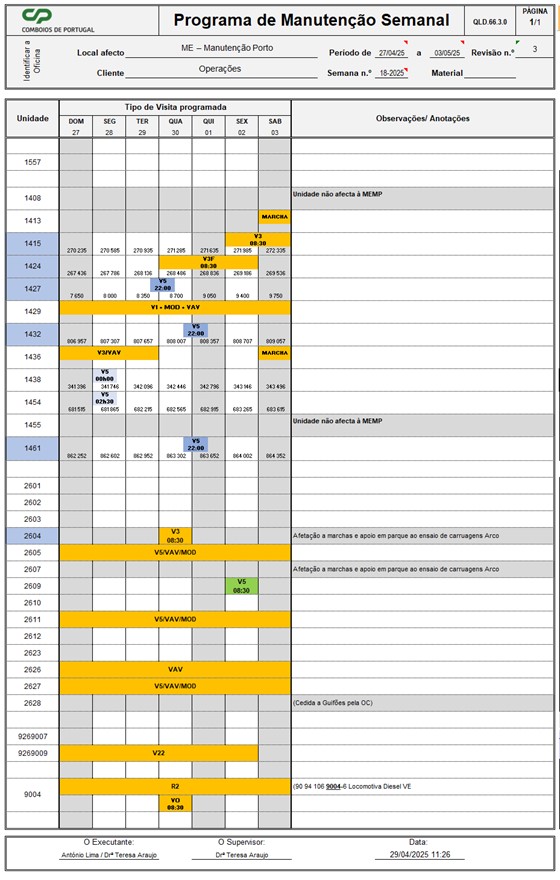 CP
COMBOIOS DE PORTUGAL
Programa de Manutenção Semanal
QLD.66.3.0
PÁGINA
1/1
Identificar a Oficina
Local afecto ME – Manutenção Porto Período de 27/04/25 a 03/05/25 Revisão n.º 3
Cliente Operações Semana n.º 18-2025 Material
Unidade Tipo de Visita programada Observações/ Anotações
DOM SEG TER QUA QUI SEX SAB
27 28 29 30 01 02 03
1557
1408 Unidade não afecta à MEMP
1413 MARCHA
1415 V3 08:30
270 235 270 585 270 935 271 285 271 635 271 985 272 335
1424 V3F 08:30
267 436 267 786 268 136 268 486 268 836 269 186 269 536
1427 V5 22:00
7 650 8 000 8 350 8 700 9 050 9 400 9 750
1429 V1 + MOD + VAV
1432 V5 22:00
806 957 807 307 807 657 808 007 808 357 808 707 809 057
1436 V3/VAV MARCHA
1438 V5 00h00
341 396 341 746 342 096 342 446 342 796 343 146 343 496
1454 V5 02h30
681 515 681 865 682 215 682 565 682 915 683 265 683 615
1455 Unidade não afecta à MEMP
1461 V5 22:00
862 252 862 602 862 952 863 302 863 652 864 002 864 352
2601
2602
2603
2604 V3 08:30 Afetação a marchas e apoio em parque ao ensaio de carruagens Arco
2605 V5/VAV/MOD
2607 Afetação a marchas e apoio em parque ao ensaio de carruagens Arco
2609 V5 08:30
2610
2611 V5/VAV/MOD
2612
2623
2626 VAV
2627 V5/VAV/MOD
2628 (Cedida a Guifões pela OC)
9269007
9269009 V22
9004 R2 (90 94 106 9004-6 Locomotiva Diesel VE
VO 08:30
O Executante: O Supervisor: Data:
António Lima / Drª Teresa Araujo Drª Teresa Araujo 29/04/2025 11:26